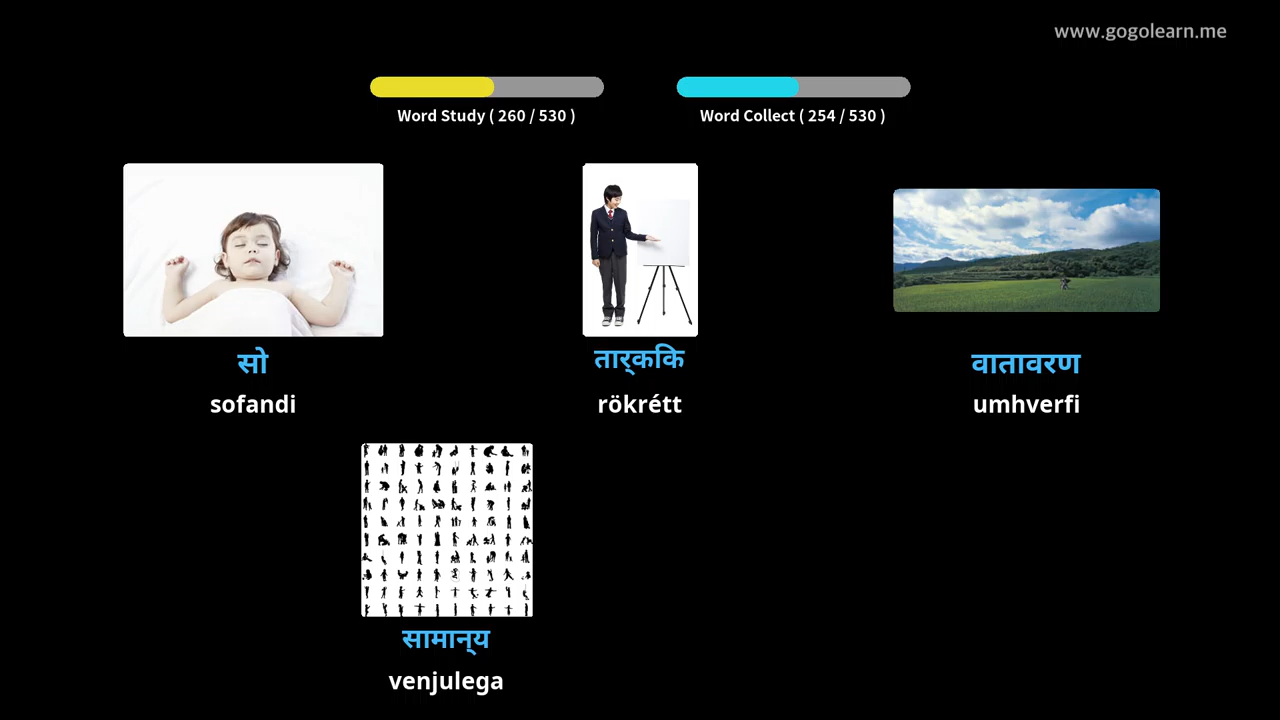 www.gogolearn.me
Word Study ( 260 / 530 )
Word Collect ( 254 / 530 )
सो
sofandi
तार्ककि
rökrétt
वातावरण
umhverfi
सामान्य
venjulega